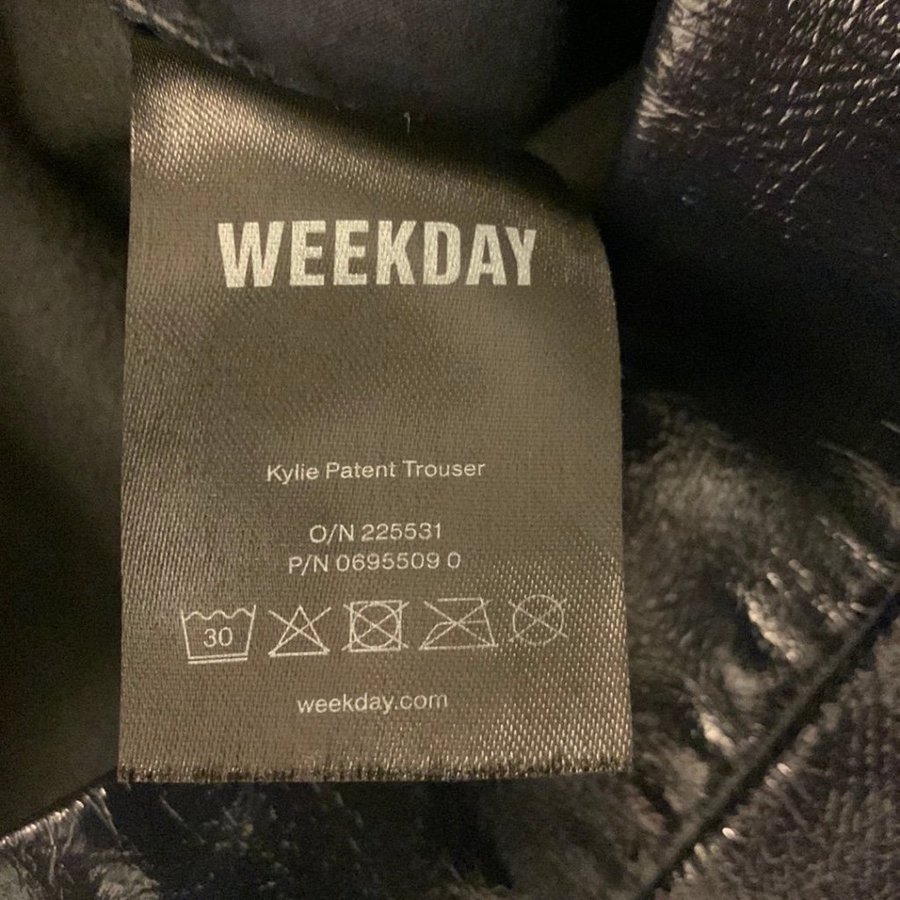 WEEKDAY
Kylie Patent Trouser
O/N 225531
P/N 0695509 0
30
weekday.com